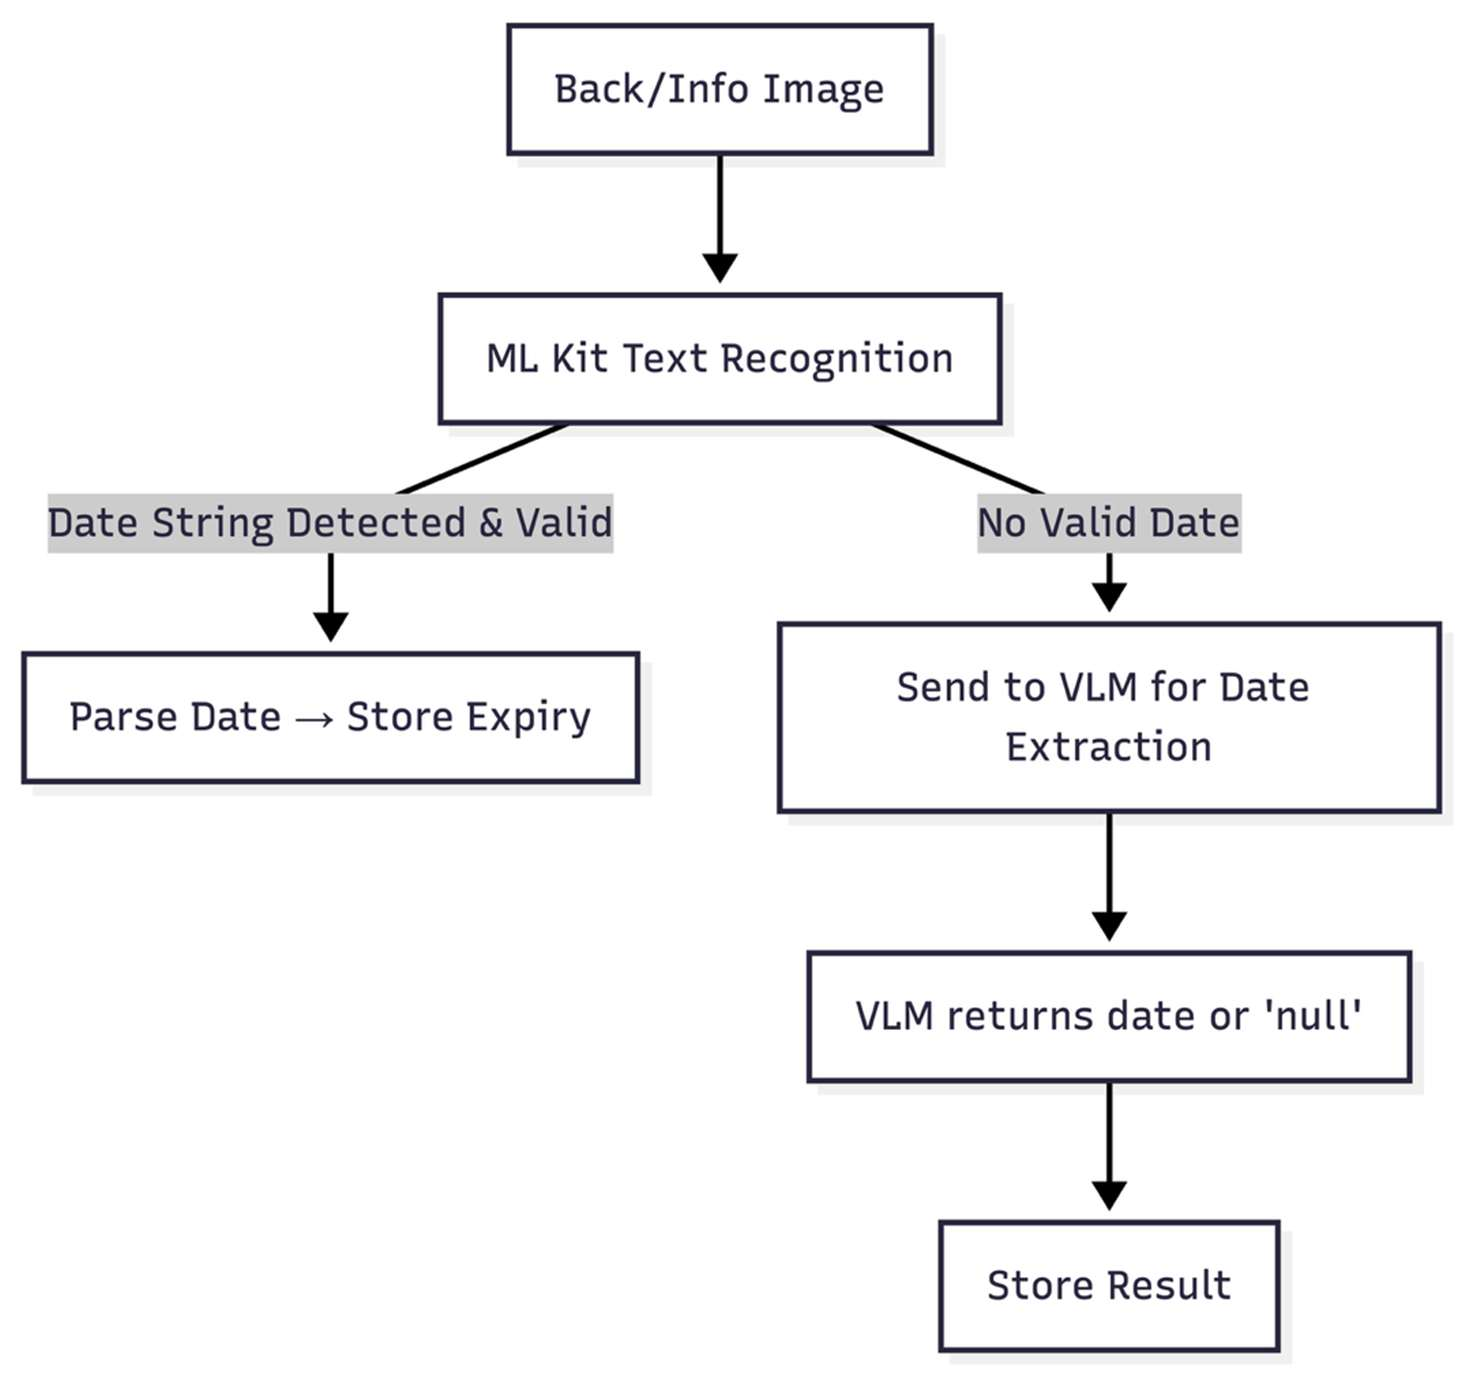 Back/Info Image
ML Kit Text Recognition
Date String Detected & Valid
No Valid Date
Parse Date → Store Expiry
Send to VLM for Date
Extraction
VLM returns date or 'null'
Store Result